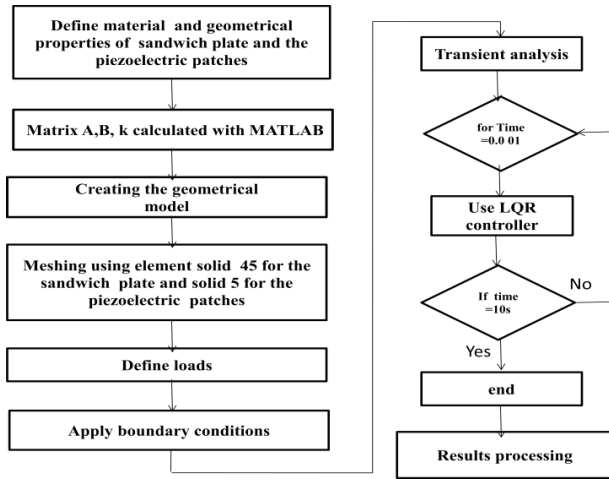 Define material and geometrical
properties of sandwich plate and the
piezoelectric patches
Matrix A,B, k calculated with MATLAB
Creating the geometrical
model
Meshing using element solid 45 for the
sandwich plate and solid 5 for the
piezoelectric patches
Define loads
Apply boundary conditions
Transient analysis
for Time
=0.0 01
Use LQR
controller
If time
=10s
No
Yes
end
Results processing